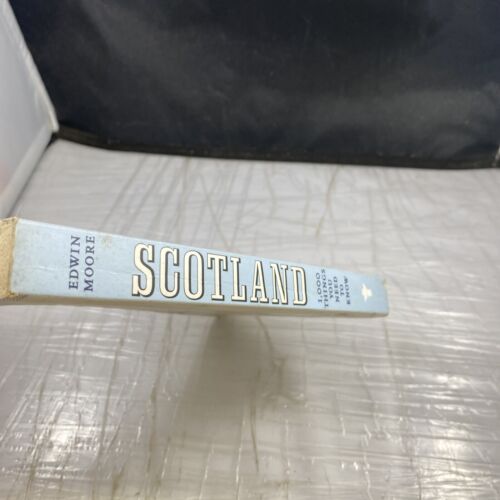 EDWIN
MOORE
SCOTLAND
1,000
THINGS
YOU
NEED
TO
KNOW